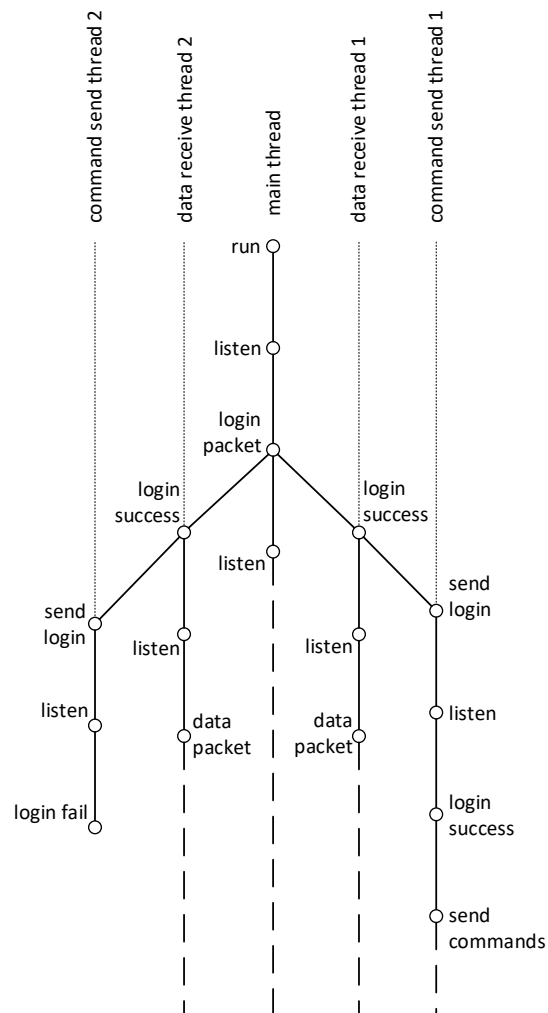 command send thread 2
data receive thread 2
main thread
data receive thread 1
command send thread 1
run
listen
login
packet
login
success
login
success
listen
send
login
send
login
listen
listen
listen
listen
data
packet
data
packet
login fail
login
success
send
commands